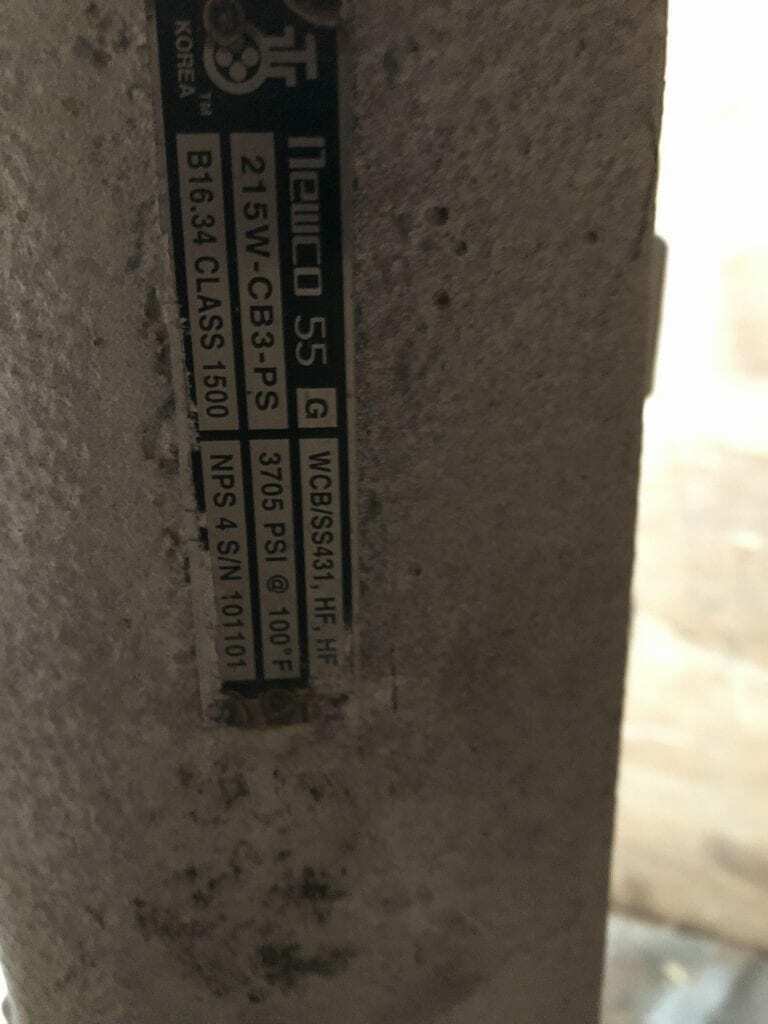 KOREA
TM
newco 55 G
215W-CB3-PS
B16.34 CLASS 1500
WCB/SS431, HF, HF
3705 PSI @ 100°F
NPS 4 S/N 101101